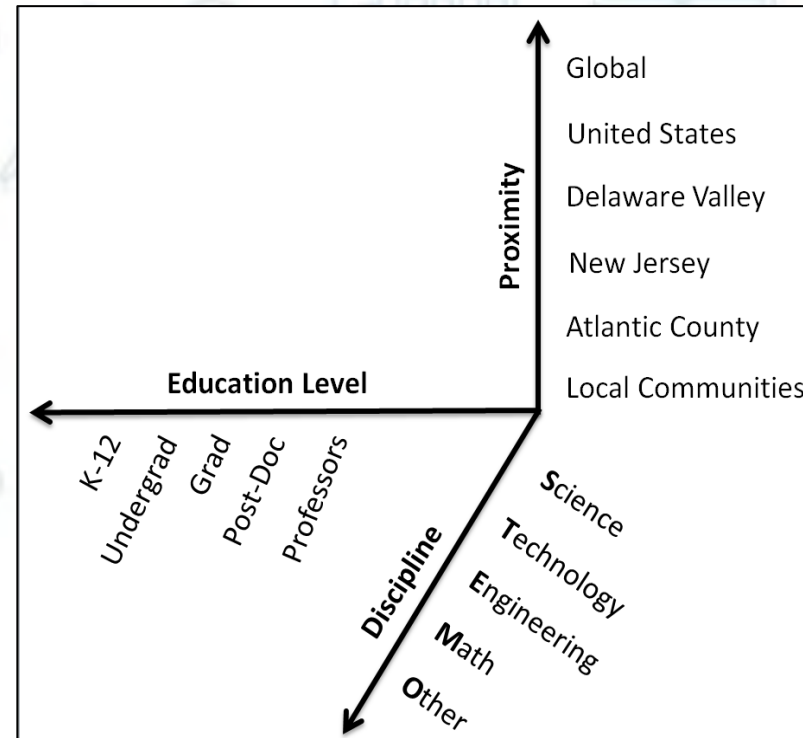 Global
United States
Proximity
Delaware Valley
New Jersey
Atlantic County
Education Level
Local Communities
K-12
Undergrad
Grad
Post-Doc
Professors
Discipline
Science
Technology
Engineering
Math
Other